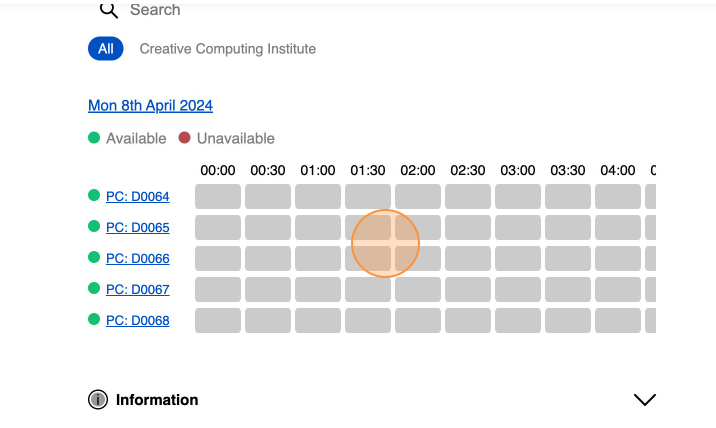 Search
All Creative Computing Institute
Mon 8th April 2024
Available Unavailable
00:00 00:30 01:00 01:30 02:00 02:30 03:00 03:30 04:00
PC: D0064
PC: D0065
PC: D0066
PC: D0067
PC: D0068
Information